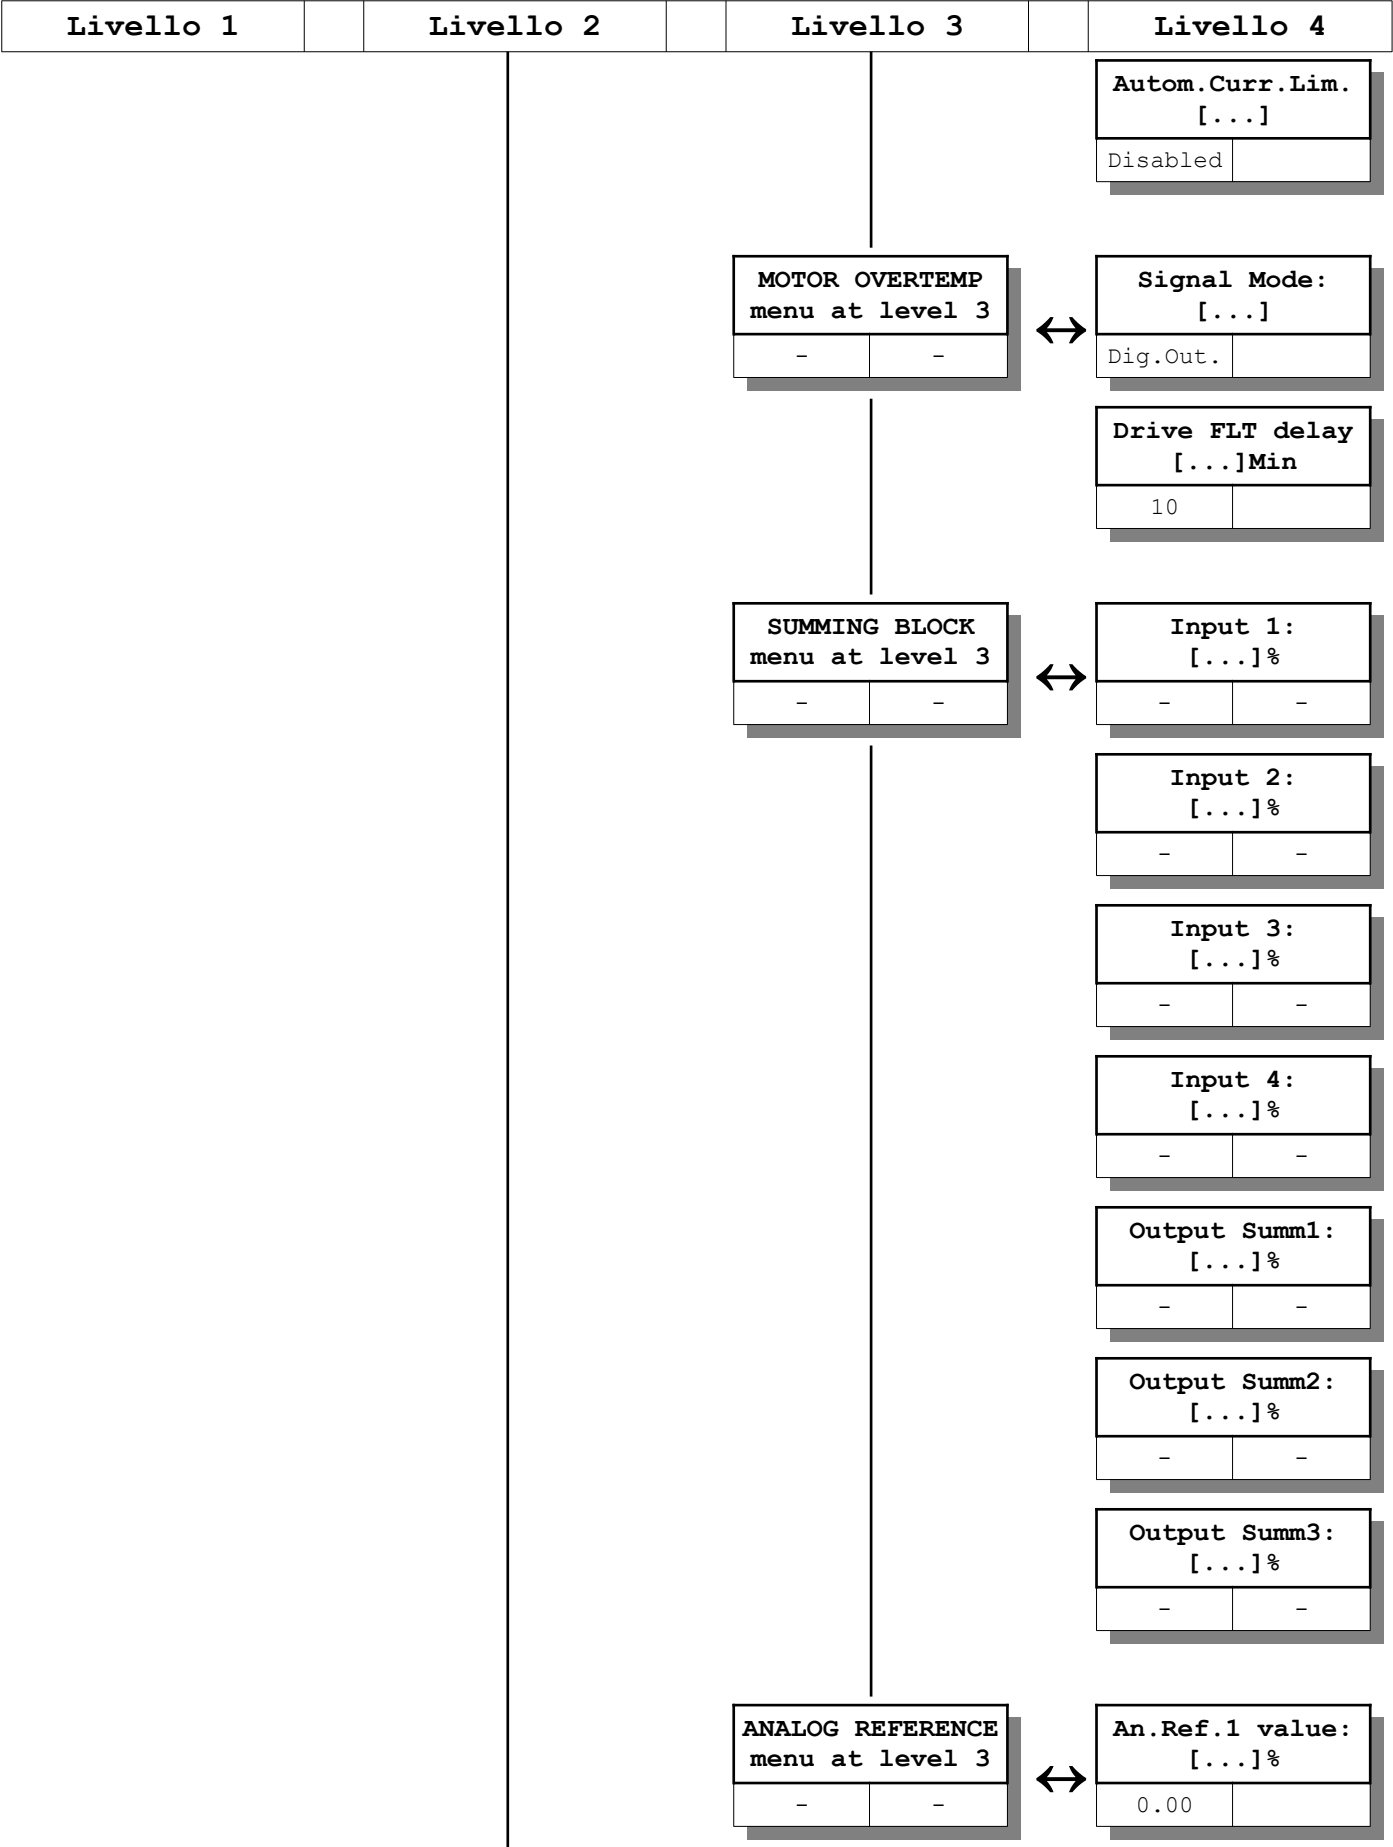 Livello 1 Livello 2 Livello 3 Livello 4
Autom.Curr.Lim.
[...]
Disabled
MOTOR OVERTEMP
menu at level 3
- -
Signal Mode:
[...]
Dig.Out.
Drive FLT delay
[...]Min
10
SUMMING BLOCK
menu at level 3
- -
Input 1:
[...]%
- -
Input 2:
[...]%
- -
Input 3:
[...]%
- -
Input 4:
[...]%
- -
Output Summ1:
[...]%
- -
Output Summ2:
[...]%
- -
Output Summ3:
[...]%
- -
ANALOG REFERENCE
menu at level 3
- -
An.Ref.1 value:
[...]%
0.00